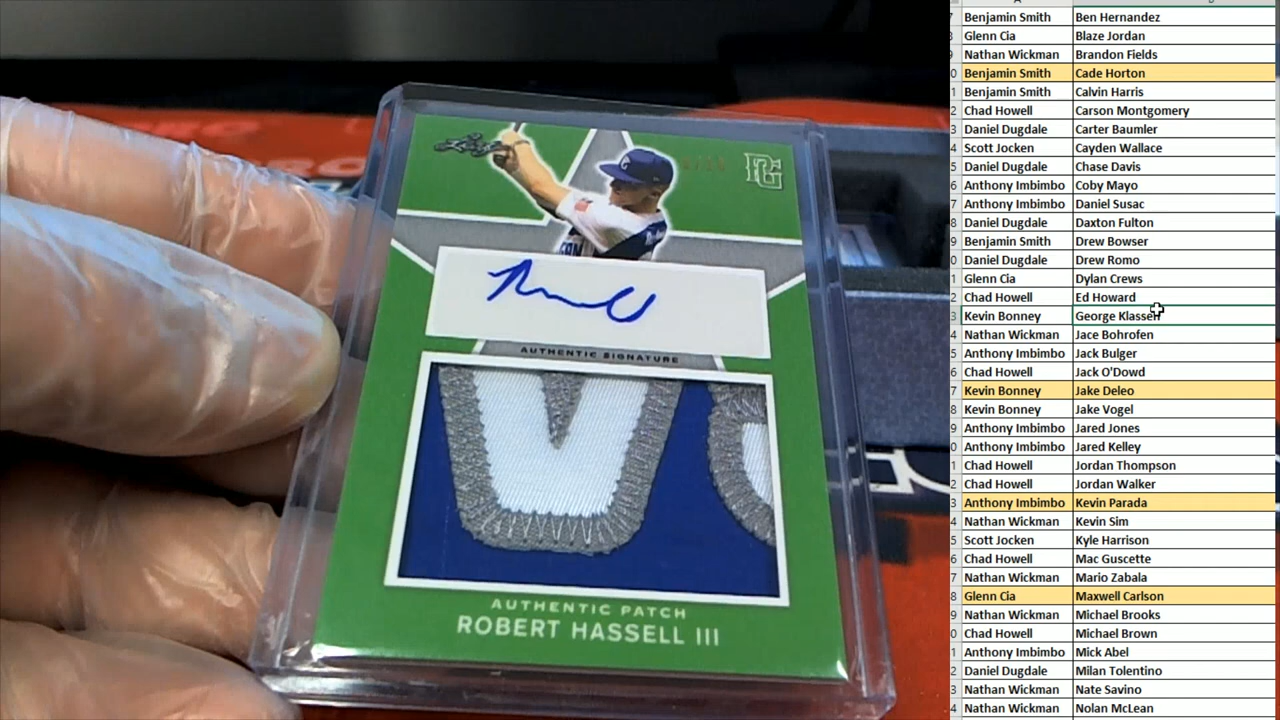 AUTHENTIC SIGNATURE
AUTHENTIC PATCH
ROBERT HASSELL III
Benjamin Smith Ben Hernandez
Glenn Cia Blaze Jordan
Nathan Wickman Brandon Fields
Benjamin Smith Cade Horton
Benjamin Smith Calvin Harris
Chad Howell Carson Montgomery
Daniel Dugdale Carter Baumler
Scott Jocken Cayden Wallace
Daniel Dugdale Chase Davis
Anthony Imbimbo Coby Mayo
Anthony Imbimbo Daniel Susac
Daniel Dugdale Daxton Fulton
Benjamin Smith Drew Bowser
Daniel Dugdale Drew Romo
Glenn Cia Dylan Crews
Chad Howell Ed Howard
Kevin Bonney George Klassen
Nathan Wickman Jace Bohrofen
Anthony Imbimbo Jack Bulger
Chad Howell Jack O'Dowd
Kevin Bonney Jake Deleo
Kevin Bonney Jake Vogel
Anthony Imbimbo Jared Jones
Anthony Imbimbo Jared Kelley
Chad Howell Jordan Thompson
Chad Howell Jordan Walker
Anthony Imbimbo Kevin Parada
Nathan Wickman Kevin Sim
Scott Jocken Kyle Harrison
Chad Howell Mac Guscette
Nathan Wickman Mario Zabala
Glenn Cia Maxwell Carlson
Nathan Wickman Michael Brooks
Chad Howell Michael Brown
Anthony Imbimbo Mick Abel
Daniel Dugdale Milan Tolentino
Nathan Wickman Nate Savino
Nathan Wickman Nolan McLean